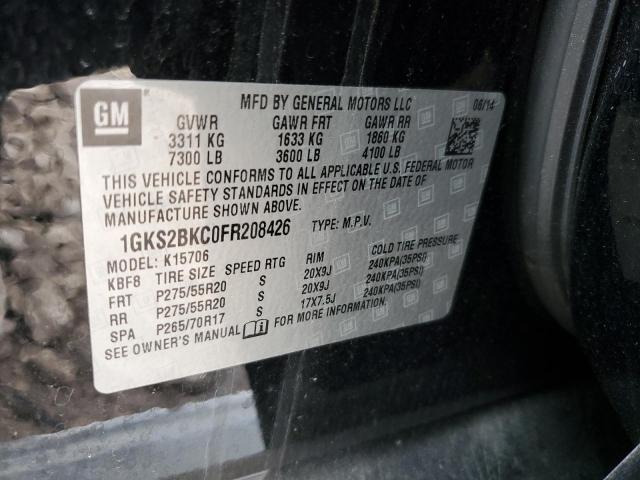 GM
MFD BY GENERAL MOTORS LLC 08/14
GVWR GAWR FRT GAWR RR
3311 KG 1633 KG 1860 KG
7300 LB 3600 LB 4100 LB
THIS VEHICLE CONFORMS TO ALL APPLICABLE U.S. FEDERAL MOTOR
VEHICLE SAFETY STANDARDS IN EFFECT ON THE DATE OF
MANUFACTURE SHOWN ABOVE.
1GKS2BKC0FR208426 TYPE: M.P.V.
MODEL: K15706
KBF8 TIRE SIZE SPEED RTG RIM COLD TIRE PRESSURE
FRT P275/55R20 S 20X9J 240KPA(35PSI)
RR P275/55R20 S 20X9J 240KPA(35PSI)
SPA P265/70R17 S 17X7.5J 240KPA(35PSI)
SEE OWNER'S MANUAL FOR MORE INFORMATION.